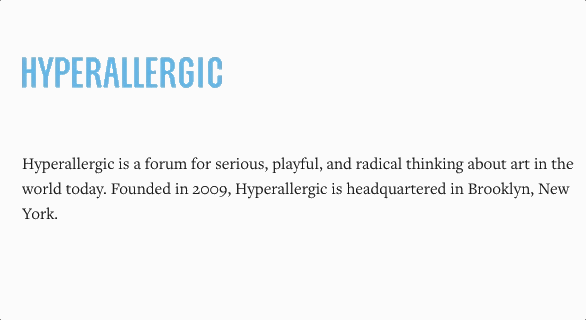 HYPERALLERGIC
Hyperallergic is a forum for serious, playful, and radical thinking about art in the
world today. Founded in 2009, Hyperallergic is headquartered in Brooklyn, New
York.